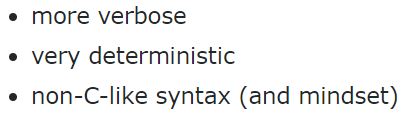 • more verbose
• very deterministic
• non-C-like syntax (and mindset)